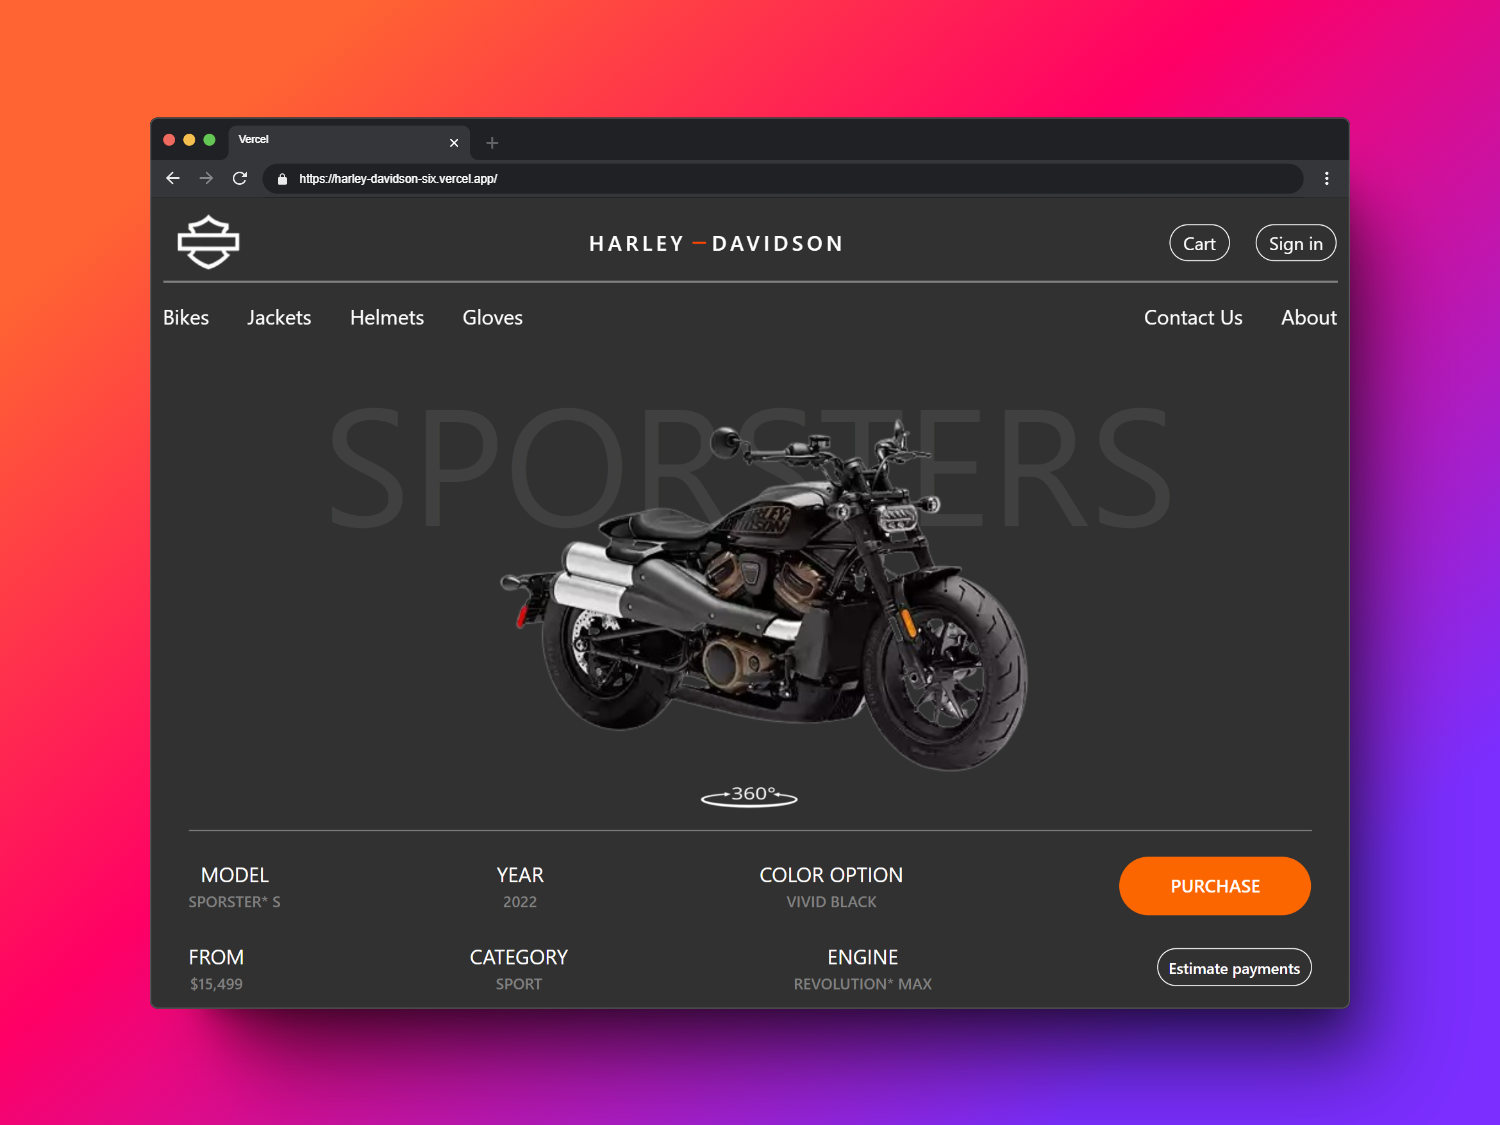 Vercel
https://harley-davidson-six.vercel.app/
HARLEY – DAVIDSON
Cart
Sign in
Bikes
Jackets
Helmets
Gloves
Contact Us
About
SPORSTERS
HARLEY-
DAVIDSON
360°
MODEL
SPORSTER* S
YEAR
2022
COLOR OPTION
VIVID BLACK
PURCHASE
FROM
$15,499
CATEGORY
SPORT
ENGINE
REVOLUTION* MAX
Estimate payments